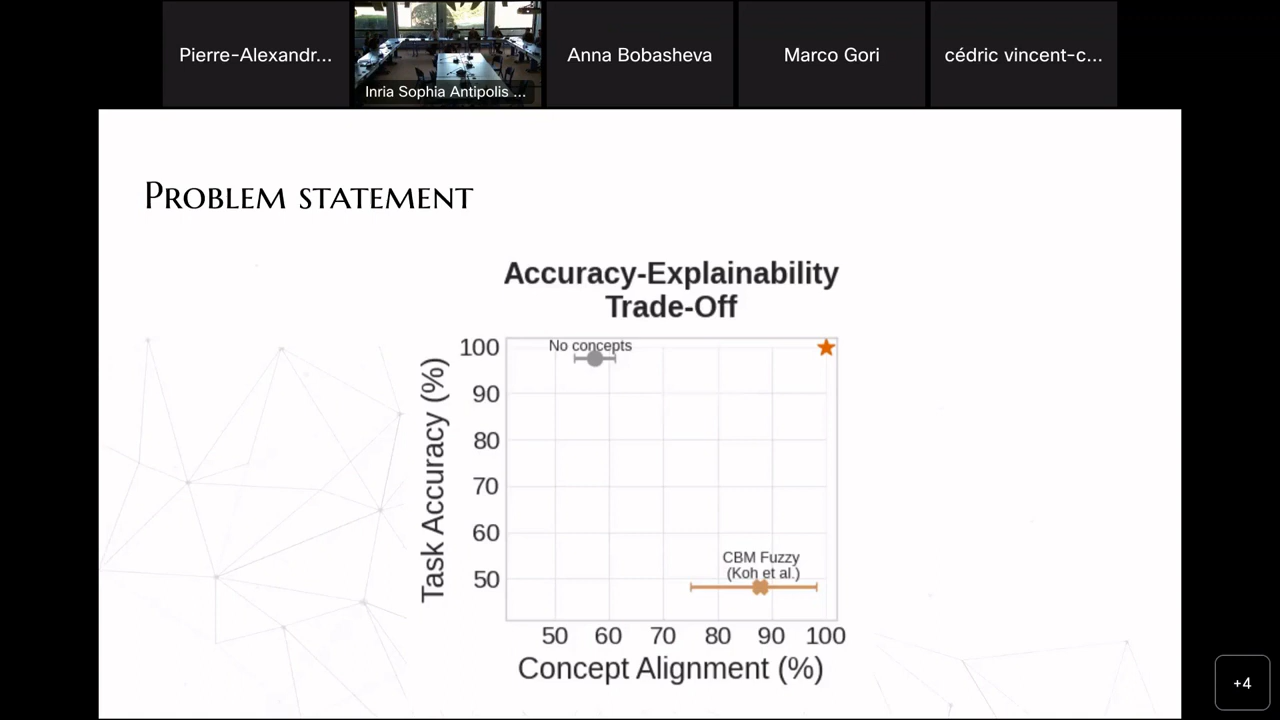 Pierre-Alexandr...
Inria Sophia Antipolis ...
Anna Bobasheva
Marco Gori
cédric vincent-c...
Problem statement
Accuracy-Explainability
Trade-Off
No concepts
Task Accuracy (%)
100
90
80
70
60
50
CBM Fuzzy
(Koh et al.)
50 60 70 80 90 100
Concept Alignment (%)
+4